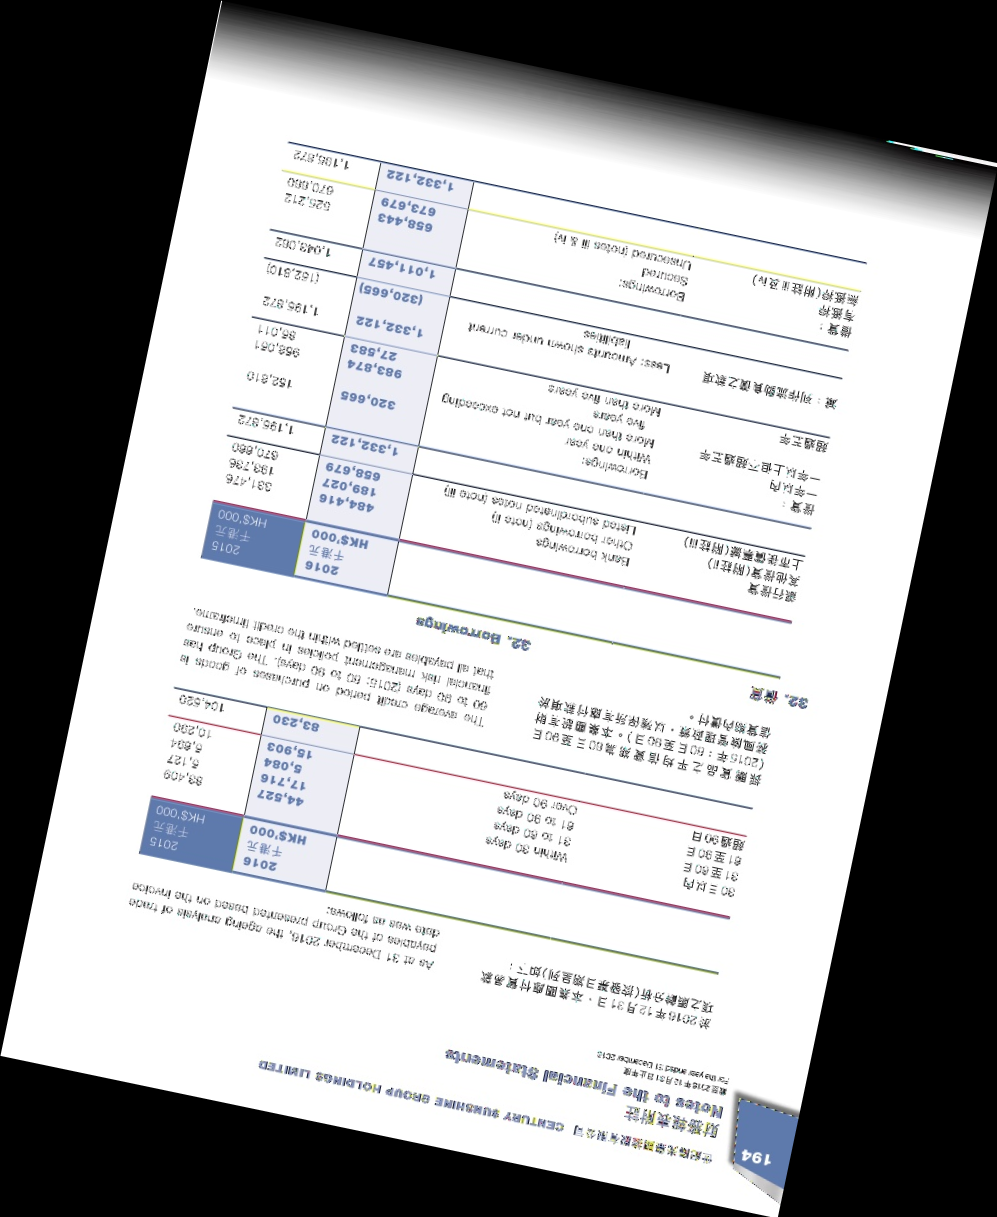 194
世紀陽光集團控股有限公司 CENTURY SUNSHINE GROUP HOLDINGS LIMITED
財務報表附註
Notes to the Financial Statements
截至2016年12月31日止年度
For the year ended 31 December 2016
於2016年12月31日，本集團應付貿易款
項之賬齡分析(按發票日期呈列)如下：
As at 31 December 2016, the ageing analysis of trade
payables of the Group presented based on the invoice
date was as follows:
2016 2015
千港元 千港元
HK$'000 HK$'000
30日以內 Within 30 days 44,527 83,409
31至60日 31 to 60 days 17,716 5,127
61至90日 61 to 90 days 5,084 5,694
超過90日 Over 90 days 15,903 10,290
83,230 104,520
採購貨品之平均信貸期為60日至90日
(2015年：60日至90日)。本集團設有財
務風險管理政策，以確保所有應付款項於
信貸期內償付。
The average credit period on purchases of goods is
60 to 90 days (2015: 60 to 90 days). The Group has
financial risk management policies in place to ensure
that all payables are settled within the credit timeframe.
32. 借貸
32. Borrowings
2016 2015
千港元 千港元
HK$'000 HK$'000
銀行借貸 Bank borrowings 484,416 331,476
其他借貸(附註ii) Other borrowings (note ii) 189,027 193,736
上市後償票據(附註iii) Listed subordinated notes (note iii) 658,679 670,660
1,332,122 1,195,872
借貸： Borrowings:
一年以內 Within one year 320,665 152,810
一年以上但不超過五年 More than one year but not exceeding
five years 983,874 958,051
超過五年 More than five years 27,583 85,011
1,332,122 1,195,872
減：列作流動負債之款項 Less: Amounts shown under current
liabilities (320,665) (152,810)
1,011,457 1,043,062
借貸： Borrowings:
有抵押 Secured 658,443 525,212
無抵押(附註iii及iv) Unsecured (notes iii & iv) 673,679 670,660
1,332,122 1,195,872